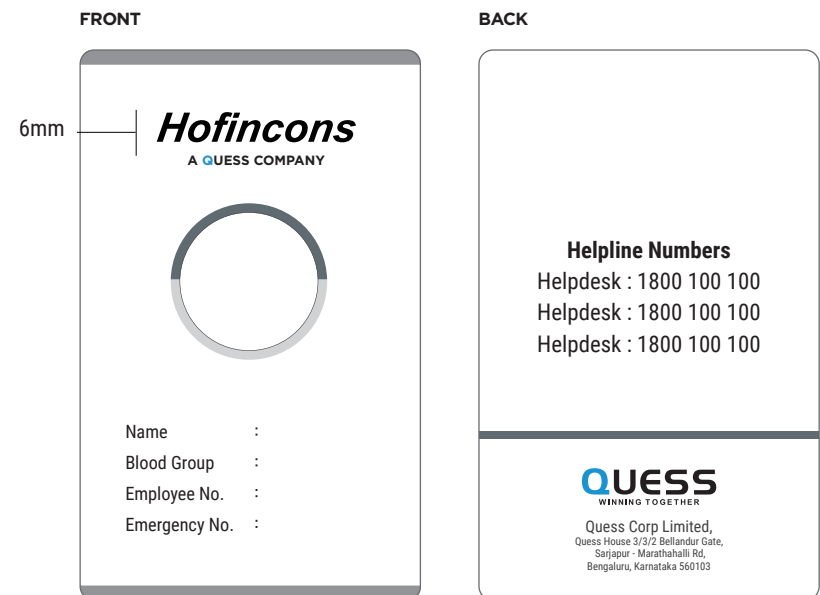 FRONT
6mm
Hofincons
A QUESS COMPANY
Name :
Blood Group :
Employee No. :
Emergency No. :
BACK
Helpline Numbers
Helpdesk : 1800 100 100
Helpdesk : 1800 100 100
Helpdesk : 1800 100 100
QUESS
WINNING TOGETHER
Quess Corp Limited,
Quess House 3/3/2 Bellandur Gate,
Sarjapur - Marathahalli Rd,
Bengaluru, Karnataka 560103